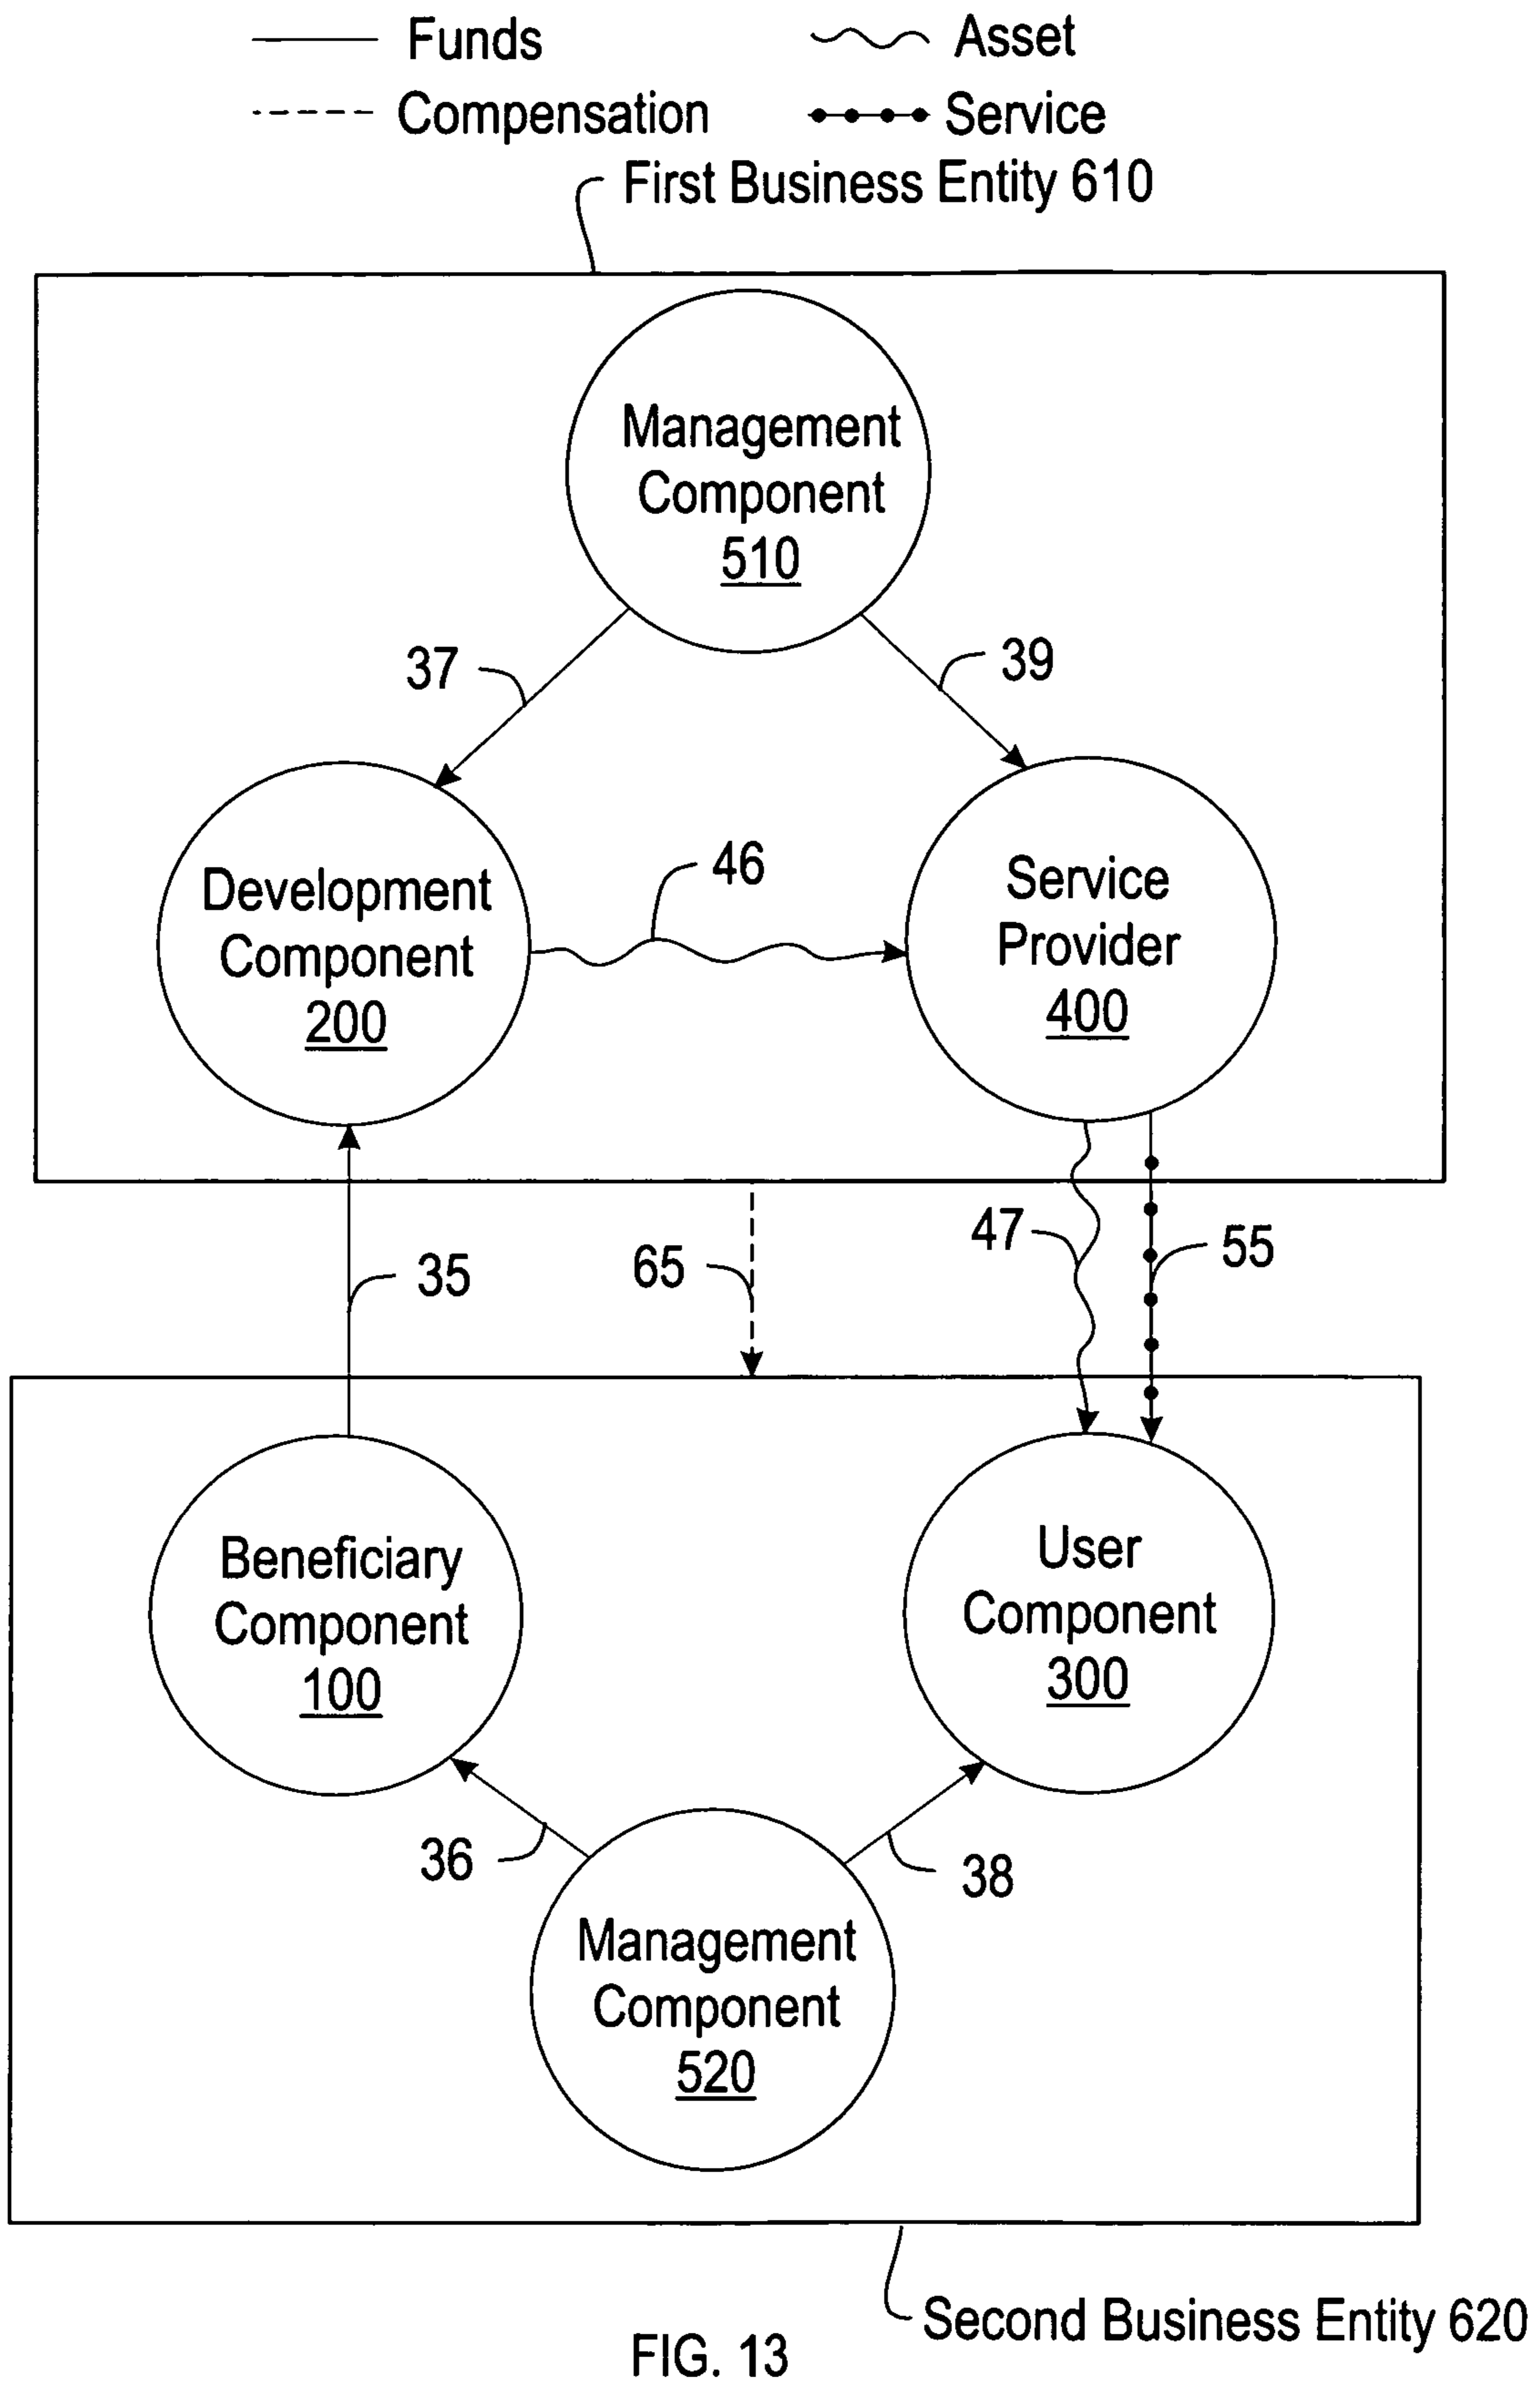 Funds
Asset
Compensation
Service
First Business Entity 610
Management
Component
510
37
39
Development
Component
200
46
Service
Provider
400
35
65
47
55
Beneficiary
Component
100
User
Component
300
36
38
Management
Component
520
Second Business Entity 620
FIG. 13